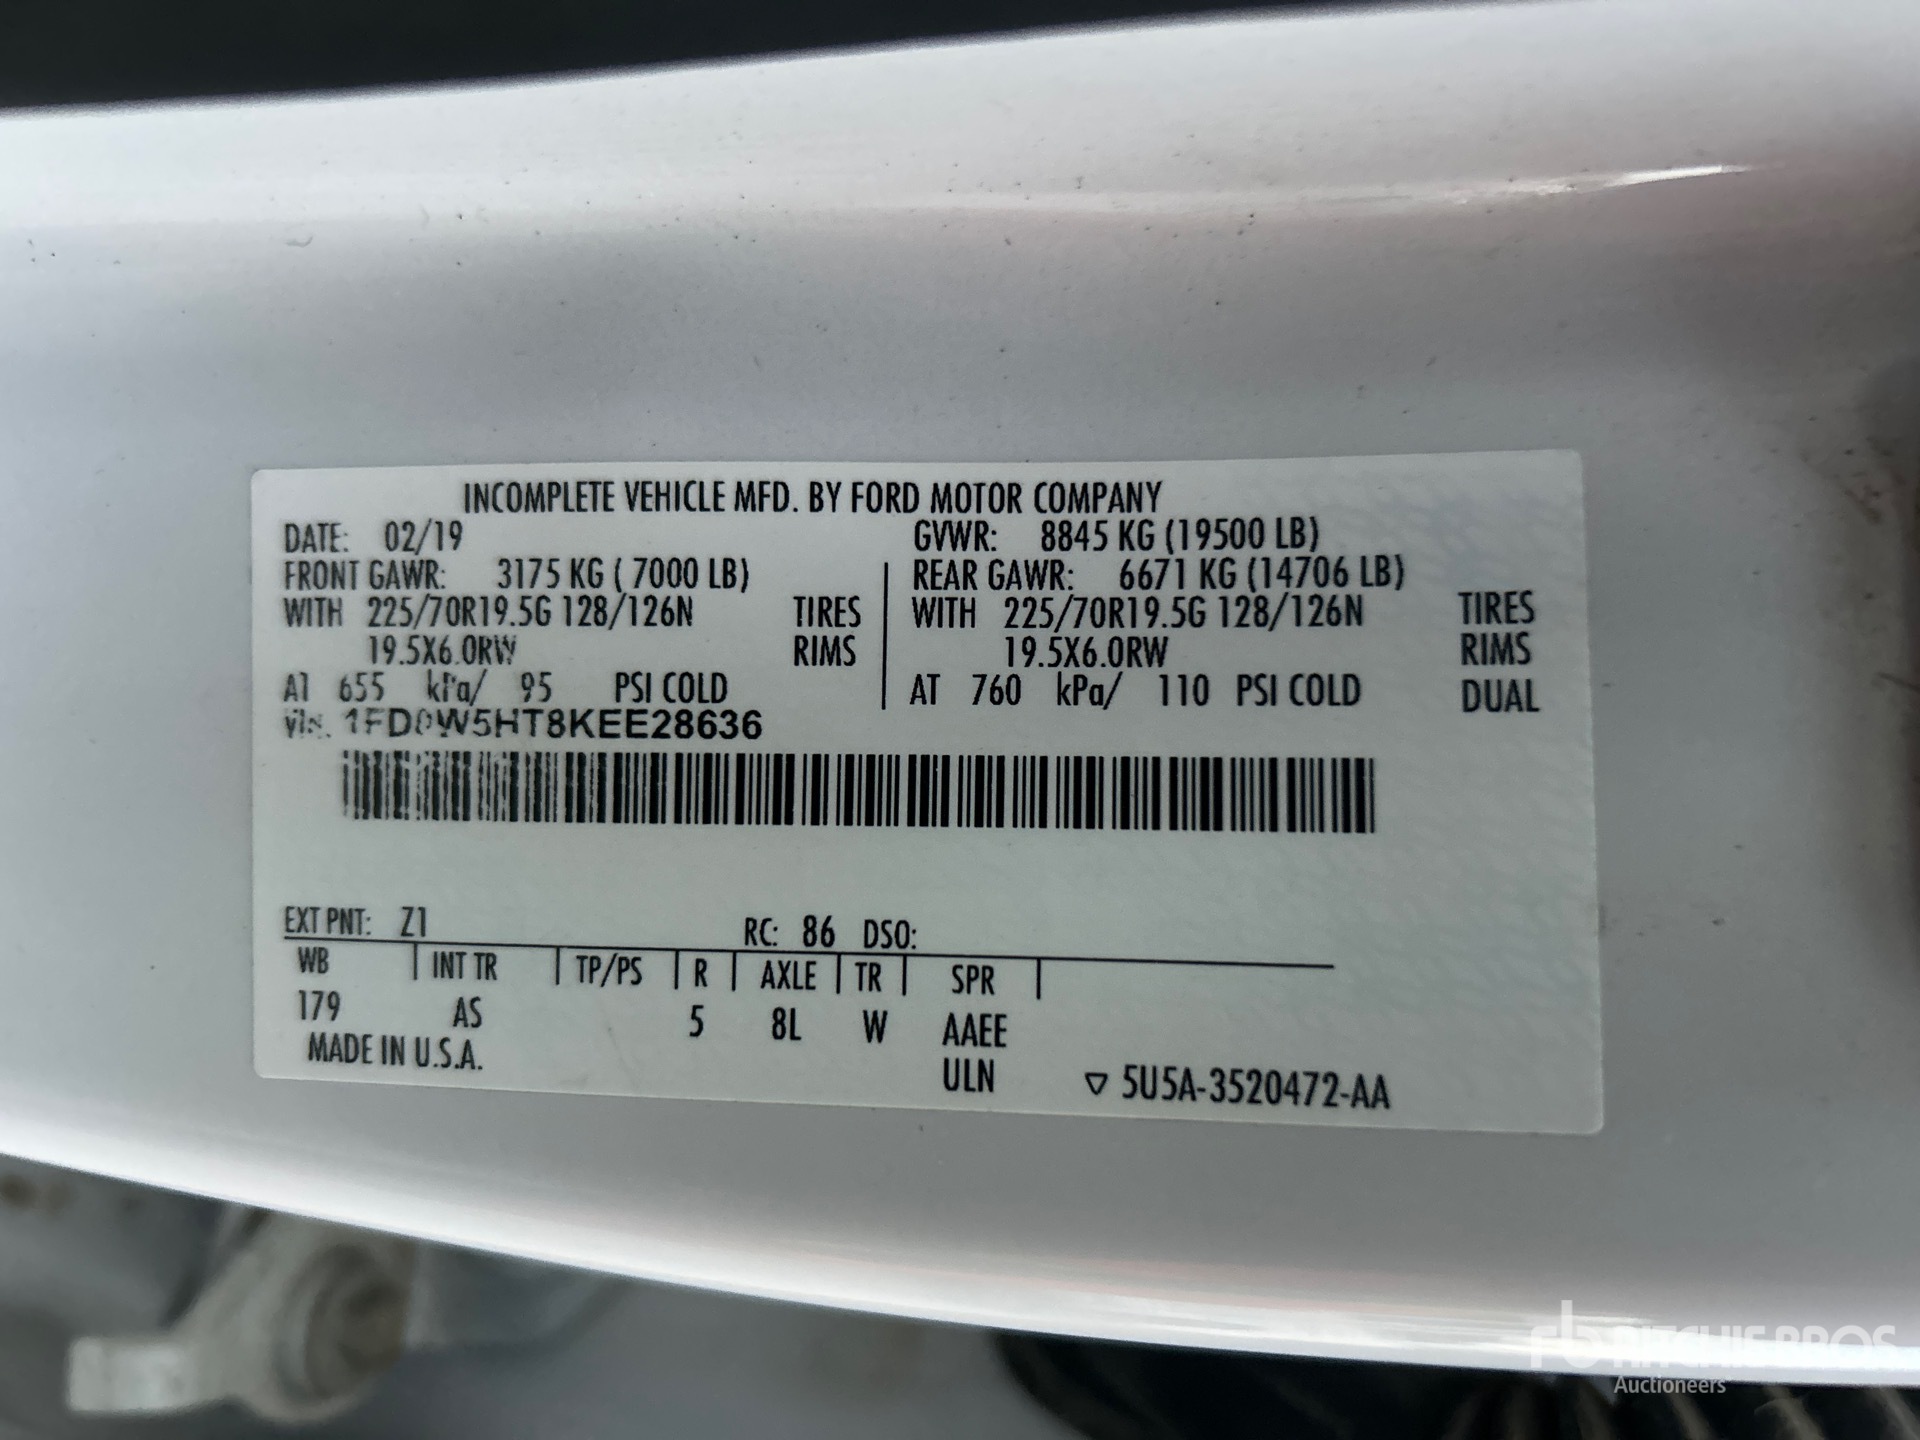 INCOMPLETE VEHICLE MFD. BY FORD MOTOR COMPANY
DATE: 02/19 GVWR: 8845 KG (19500 LB)
FRONT GAWR: 3175 KG ( 7000 LB) REAR GAWR: 6671 KG (14706 LB)
WITH 225/70R19.5G 128/126N TIRES WITH 225/70R19.5G 128/126N TIRES
19.5X6.0RW RIMS 19.5X6.0RW RIMS
AT 655 kPa/ 95 PSI COLD AT 760 kPa/ 110 PSI COLD DUAL
VIN: 1FD0W5HT8KEE28636
EXT PNT: Z1 RC: 86 DSO:
WB INT TR TP/PS R AXLE TR SPR
179 AS 5 8L W AAEE
MADE IN U.S.A. ULN ▽ 5U5A-3520472-AA
rb RITCHIE BROS
Auctioneers